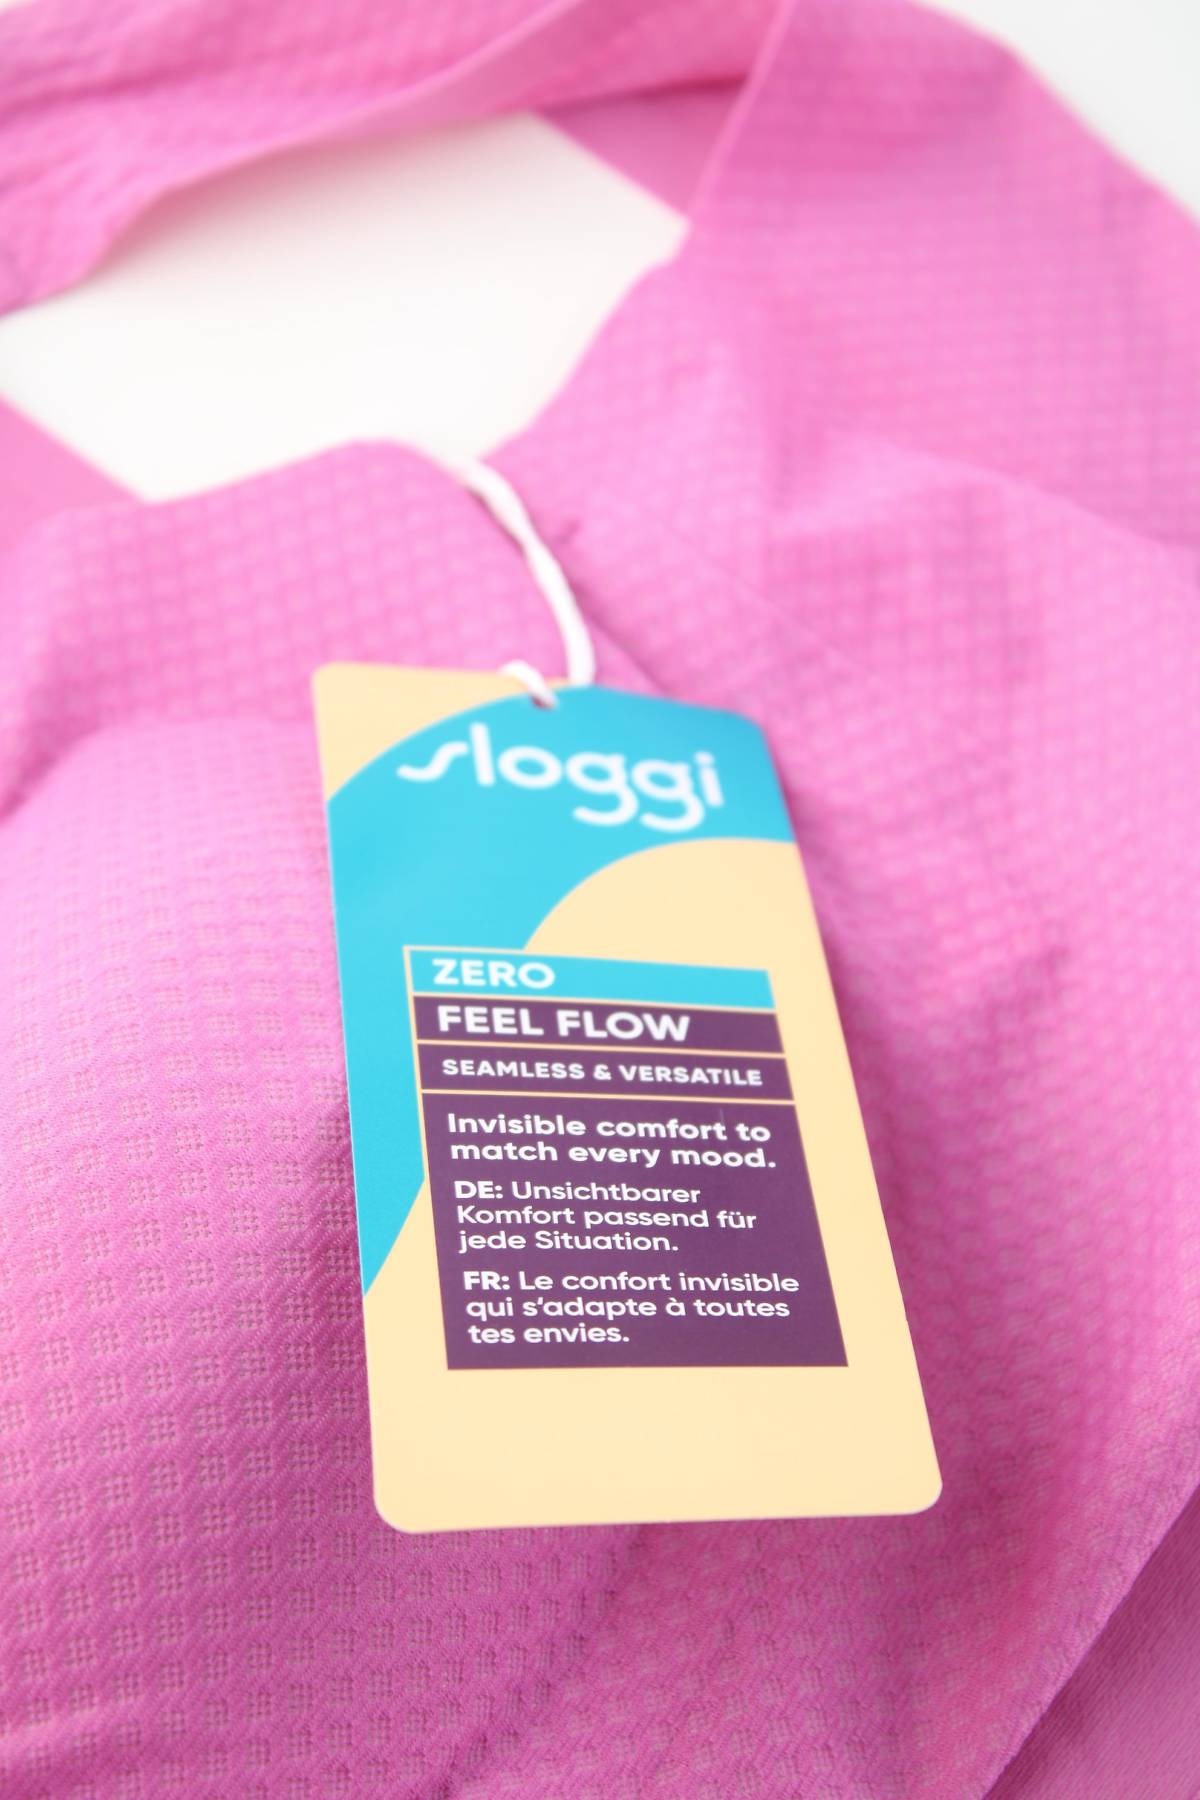 sloggi
ZERO
FEEL FLOW
SEAMLESS & VERSATILE
Invisible comfort to
match every mood.
DE: Unsichtbarer
Komfort passend für
jede Situation.
FR: Le confort invisible
qui s'adapte à toutes
tes envies.